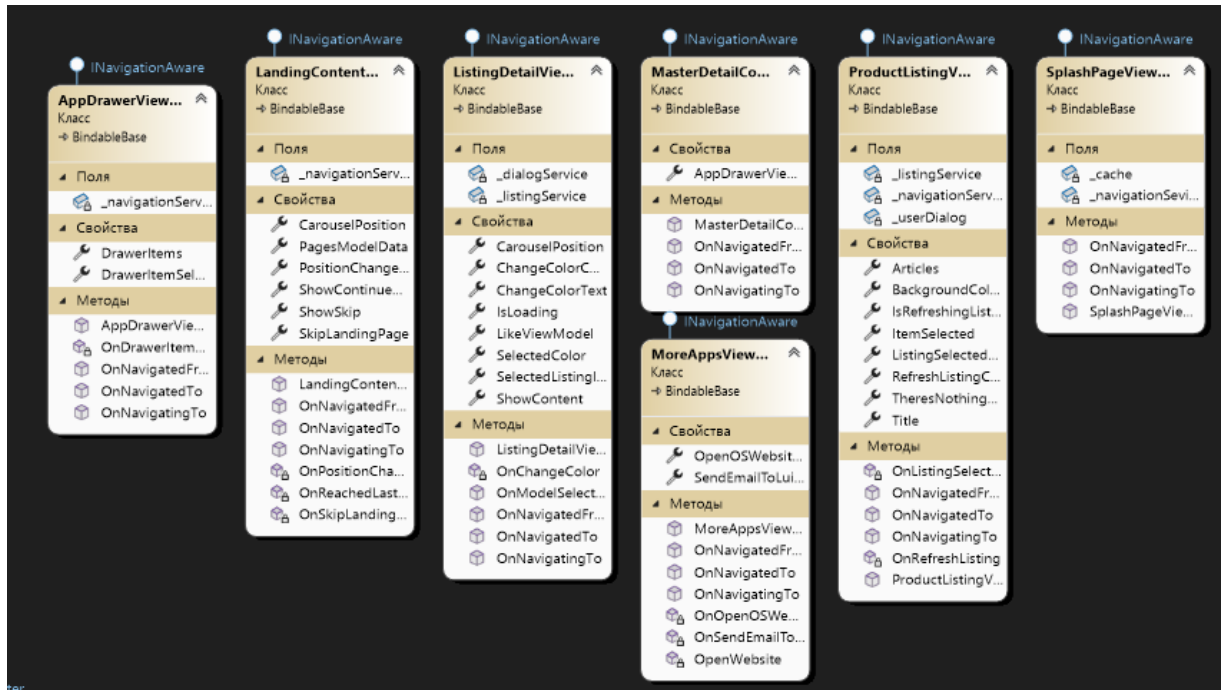 INavigationAware
AppDrawerView...
Класс
BindableBase
Поля
_navigationServ...
Свойства
DrawerItems
DrawerItemSel...
Методы
AppDrawerVie...
OnDrawerItem...
OnNavigatedFr...
OnNavigatedTo
OnNavigatingTo
INavigationAware
LandingContent...
Класс
BindableBase
Поля
_navigationServ...
Свойства
CarouselPosition
PagesModelData
PositionChange...
ShowContinue...
ShowSkip
SkipLandingPage
Методы
LandingConten...
OnNavigatedFr...
OnNavigatedTo
OnNavigatingTo
OnPositionCha...
OnReachedLast...
OnSkipLanding...
INavigationAware
ListingDetailVie...
Класс
BindableBase
Поля
_dialogService
_listingService
Свойства
CarouselPosition
ChangeColorC...
ChangeColorText
IsLoading
LikeViewModel
SelectedColor
SelectedListingI...
ShowContent
Методы
ListingDetailVie...
OnChangeColor
OnModelSelect...
OnNavigatedFr...
OnNavigatedTo
OnNavigatingTo
INavigationAware
MasterDetailCo...
Класс
BindableBase
Свойства
AppDrawerVie...
Методы
MasterDetailCo...
OnNavigatedFr...
OnNavigatedTo
OnNavigatingTo
INavigationAware
MoreAppsView...
Класс
BindableBase
Свойства
OpenOSWebsit...
SendEmailToLui...
Методы
MoreAppsView...
OnNavigatedFr...
OnNavigatedTo
OnNavigatingTo
OnOpenOSWe...
OnSendEmailTo...
OpenWebsite
INavigationAware
ProductListingV...
Класс
BindableBase
Поля
_listingService
_navigationServ...
_userDialog
Свойства
Articles
BackgroundCol...
IsRefreshingList...
ItemSelected
ListingSelected...
RefreshListingC...
TheresNothing...
Title
Методы
OnListingSelect...
OnNavigatedFr...
OnNavigatedTo
OnNavigatingTo
OnRefreshListing
ProductListingV...
INavigationAware
SplashPageView...
Класс
BindableBase
Поля
_cache
_navigationSevi...
Методы
OnNavigatedFr...
OnNavigatedTo
OnNavigatingTo
SplashPageVie...